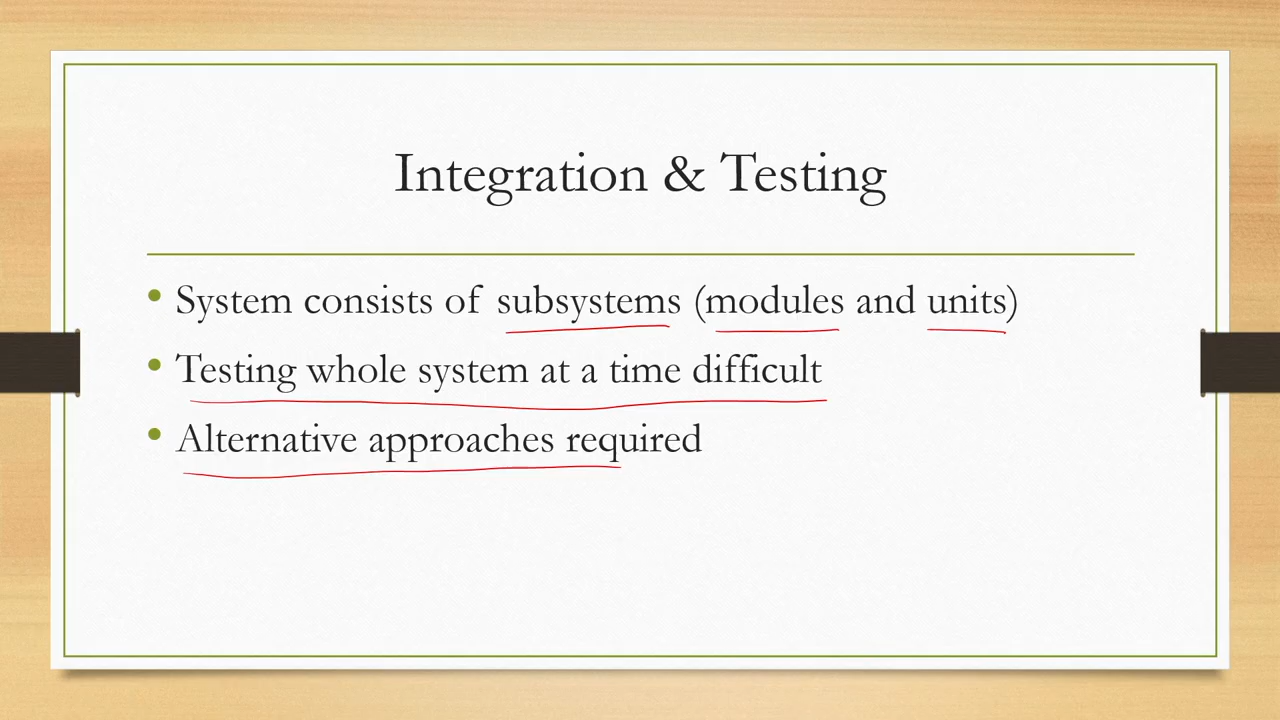 Integration & Testing
• System consists of subsystems (modules and units)
• Testing whole system at a time difficult
• Alternative approaches required